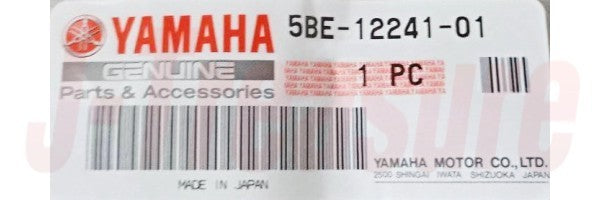 YAMAHA 5BE-12241-01
GENUINE
Parts & Accessories
1 PC
YAMAHA MOTOR CO.,LTD.
2500 SHINGAI IWATA SHIZUOKA JAPAN
MADE IN JAPAN